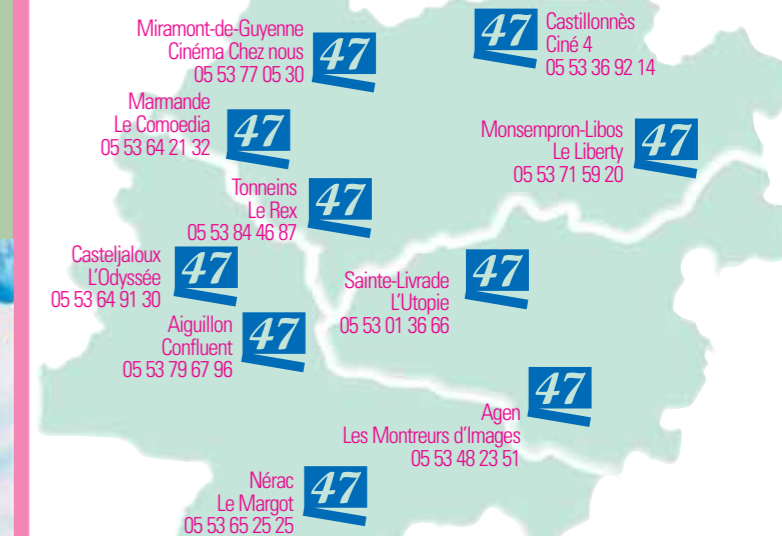 Miramont-de-Guyenne
Cinéma Chez nous
05 53 77 05 30
47
47
Castillonnès
Ciné 4
05 53 36 92 14
Marmande
Le Comoedia
05 53 64 21 32
47
Monsempron-Libos
Le Liberty
05 53 71 59 20
47
Tonneins
Le Rex
05 53 84 46 87
47
Casteljaloux
L'Odyssée
05 53 64 91 30
47
Sainte-Livrade
L'Utopie
05 53 01 36 66
47
Aiguillon
Confluent
05 53 79 67 96
47
Agen
Les Montreurs d'Images
05 53 48 23 51
47
Nérac
Le Margot
05 53 65 25 25
47